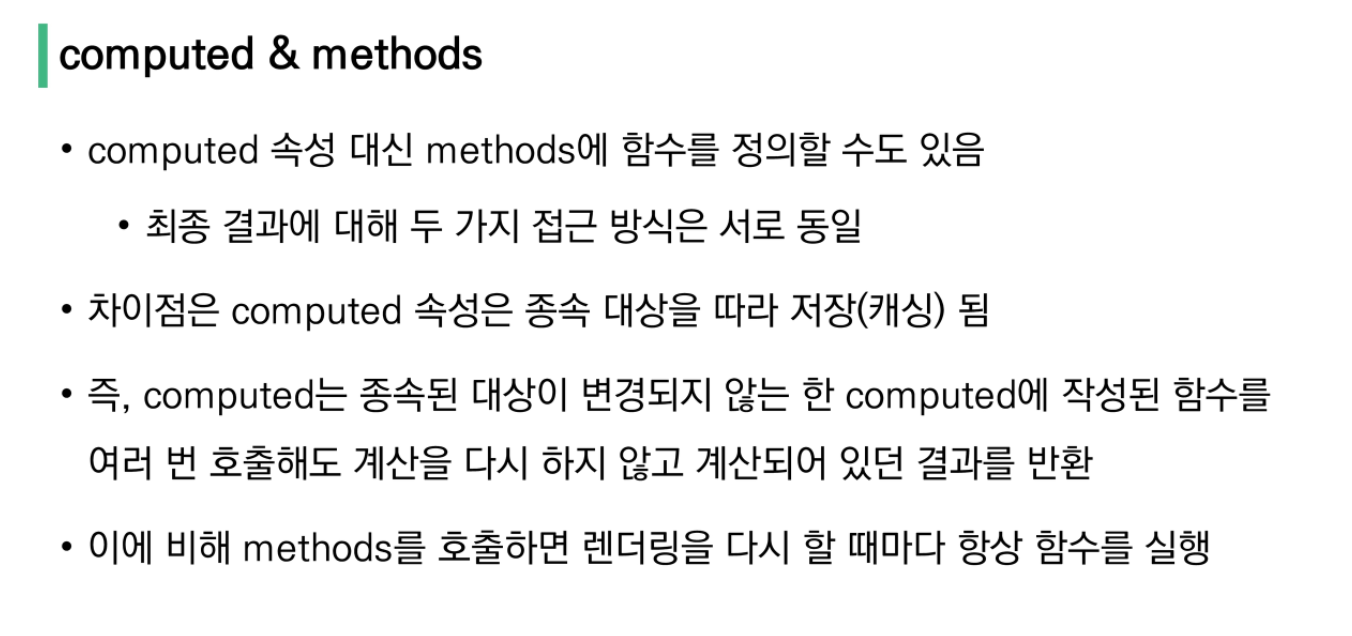 computed & methods
• computed 속성 대신 methods에 함수를 정의할 수도 있음
• 최종 결과에 대해 두 가지 접근 방식은 서로 동일
• 차이점은 computed 속성은 종속 대상을 따라 저장(캐싱) 됨
• 즉, computed는 종속된 대상이 변경되지 않는 한 computed에 작성된 함수를
여러 번 호출해도 계산을 다시 하지 않고 계산되어 있던 결과를 반환
• 이에 비해 methods를 호출하면 렌더링을 다시 할 때마다 항상 함수를 실행